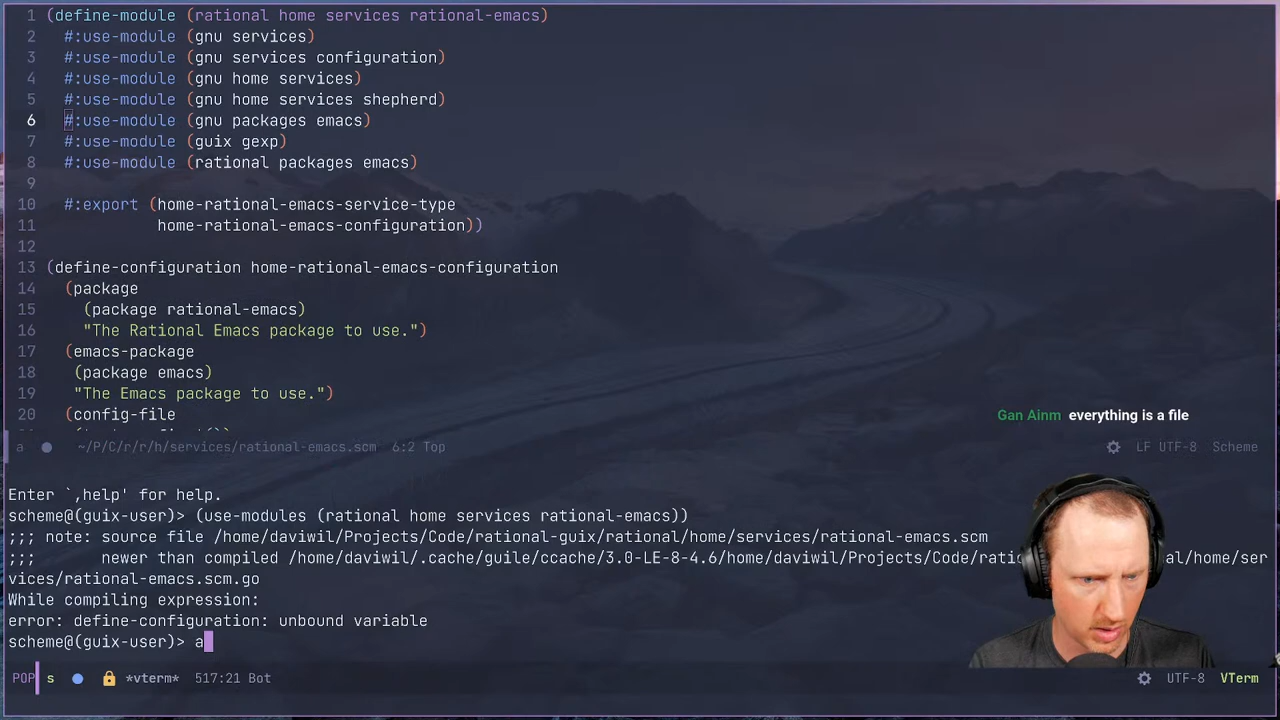 1 (define-module (rational home services rational-emacs)
2 #:use-module (gnu services)
3 #:use-module (gnu services configuration)
4 #:use-module (gnu home services)
5 #:use-module (gnu home services shepherd)
6 #:use-module (gnu packages emacs)
7 #:use-module (guix gexp)
8 #:use-module (rational packages emacs)
9
10 #:export (home-rational-emacs-service-type
11 home-rational-emacs-configuration))
12
13 (define-configuration home-rational-emacs-configuration
14 (package
15 (package rational-emacs)
16 "The Rational Emacs package to use.")
17 (emacs-package
18 (package emacs)
19 "The Emacs package to use.")
20 (config-file
Gan Ainm everything is a file
a ~/P/C/r/r/h/services/rational-emacs.scm 6:2 Top LF UTF-8 Scheme
Enter `,help' for help.
scheme@(guix-user)> (use-modules (rational home services rational-emacs))
;;; note: source file /home/daviwil/Projects/Code/rational-guix/rational/home/services/rational-emacs.scm
;;; newer than compiled /home/daviwil/.cache/guile/ccache/3.0-LE-8-4.6/home/daviwil/Projects/Code/ratio al/home/ser
vices/rational-emacs.scm.go
While compiling expression:
error: define-configuration: unbound variable
scheme@(guix-user)> a
POP s *vterm* 517:21 Bot UTF-8 VTerm